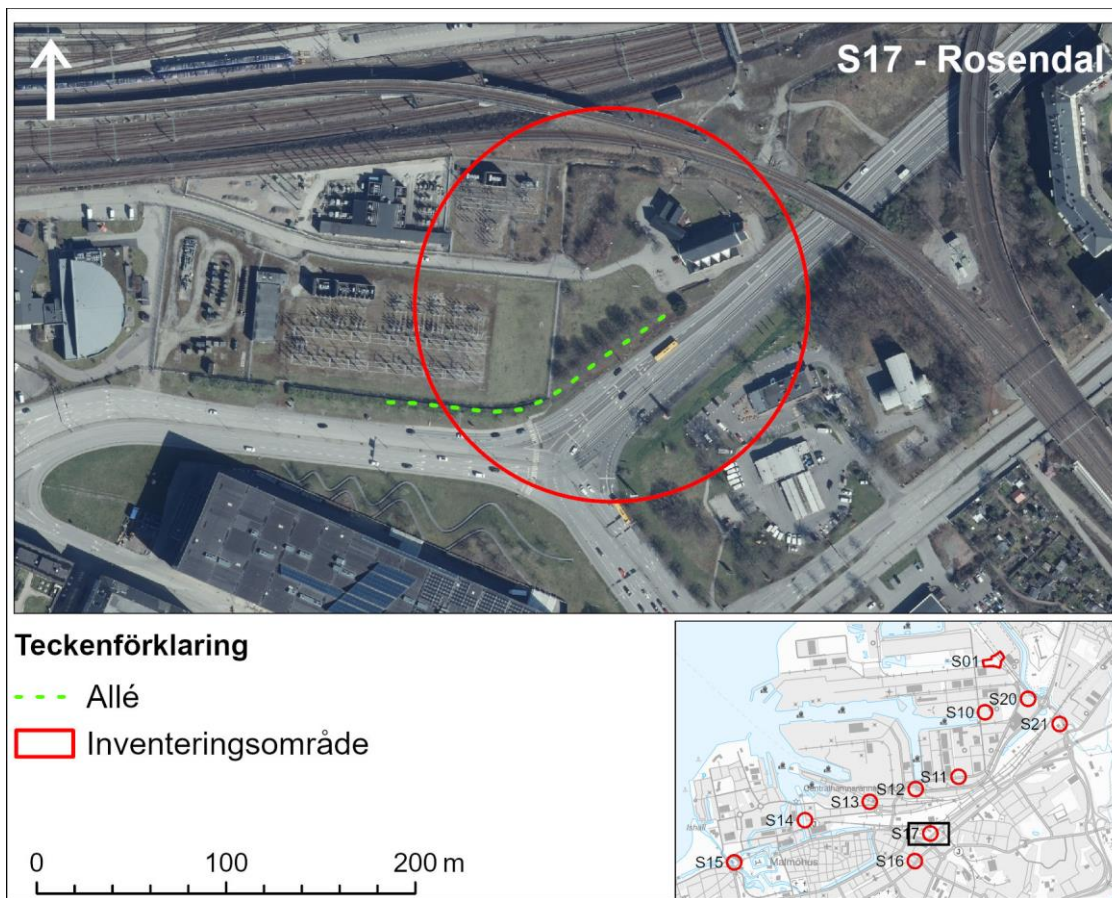 S17 - Rosendal
Teckenförklaring
Allé
Inventeringsområde
0 100 200 m
S01
S20
S10
S21
S11
S12
S13
S14
S17
S15
Malmöhus
S16
3